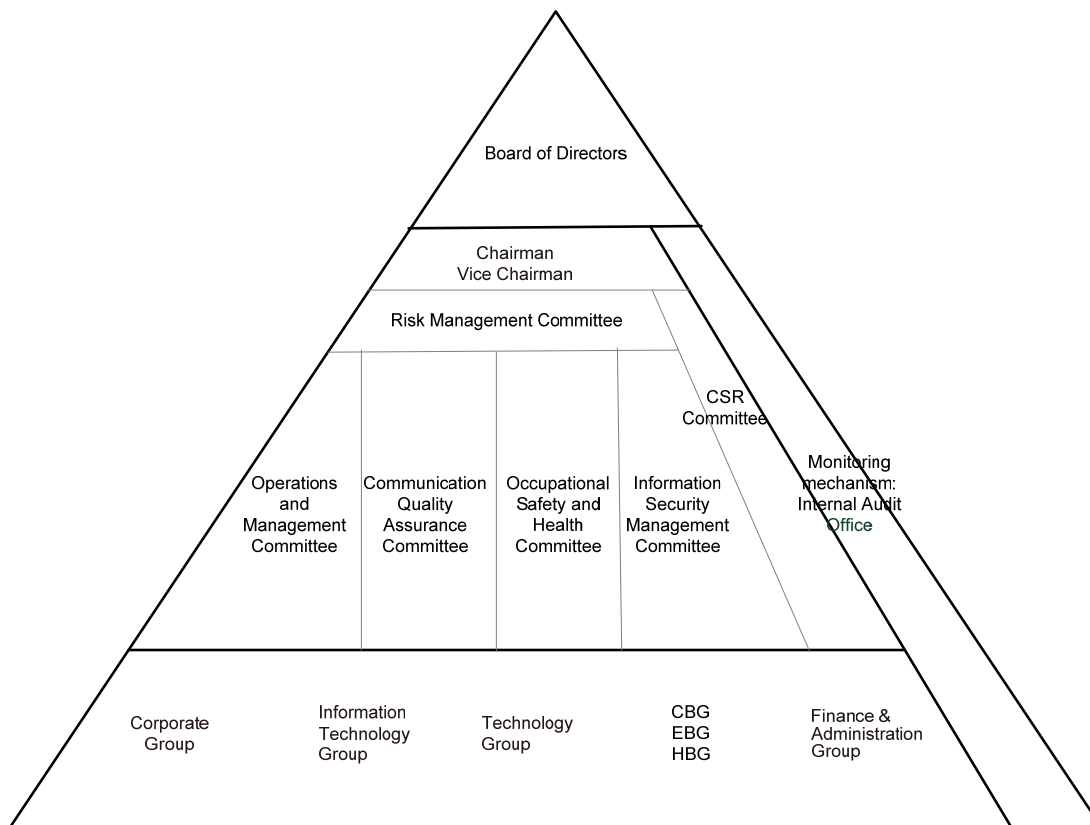 Board of Directors
Chairman
Vice Chairman
Risk Management Committee
CSR
Committee
Monitoring
mechanism:
Internal Audit
Office
Operations
and
Management
Committee
Communication
Quality
Assurance
Committee
Occupational
Safety and
Health
Committee
Information
Security
Management
Committee
Corporate
Group
Information
Technology
Group
Technology
Group
CBG
EBG
HBG
Finance &
Administration
Group